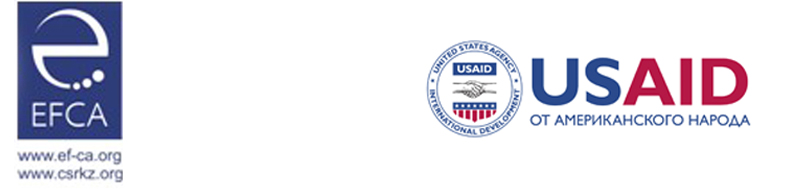 EFCA
www.ef-ca.org
www.csrkz.org
UNITED STATES AGENCY
USAID
INTERNATIONAL DEVELOPMENT
USAID
ОТ АМЕРИКАНСКОГО НАРОДА